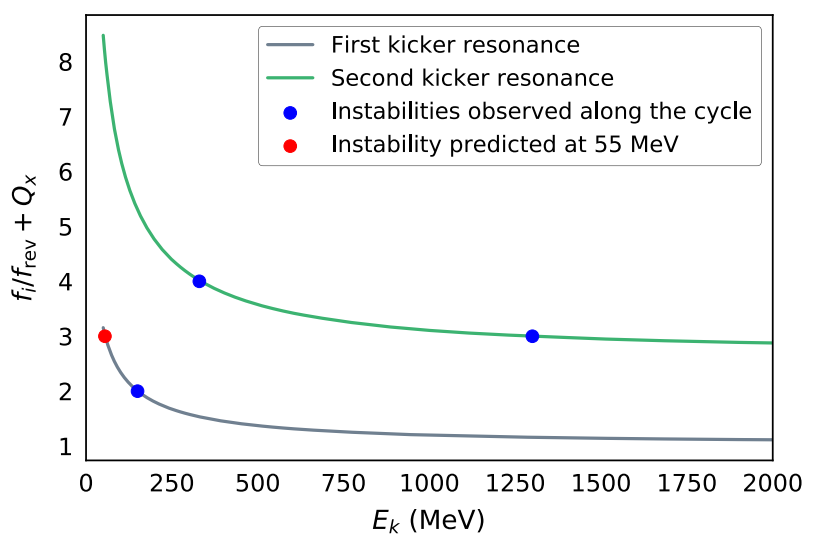 8
7
6
5
4
3
2
1
f_i/f_rev + Q_x
First kicker resonance
Second kicker resonance
Instabilities observed along the cycle
Instability predicted at 55 MeV
0 250 500 750 1000 1250 1500 1750 2000
E_k (MeV)